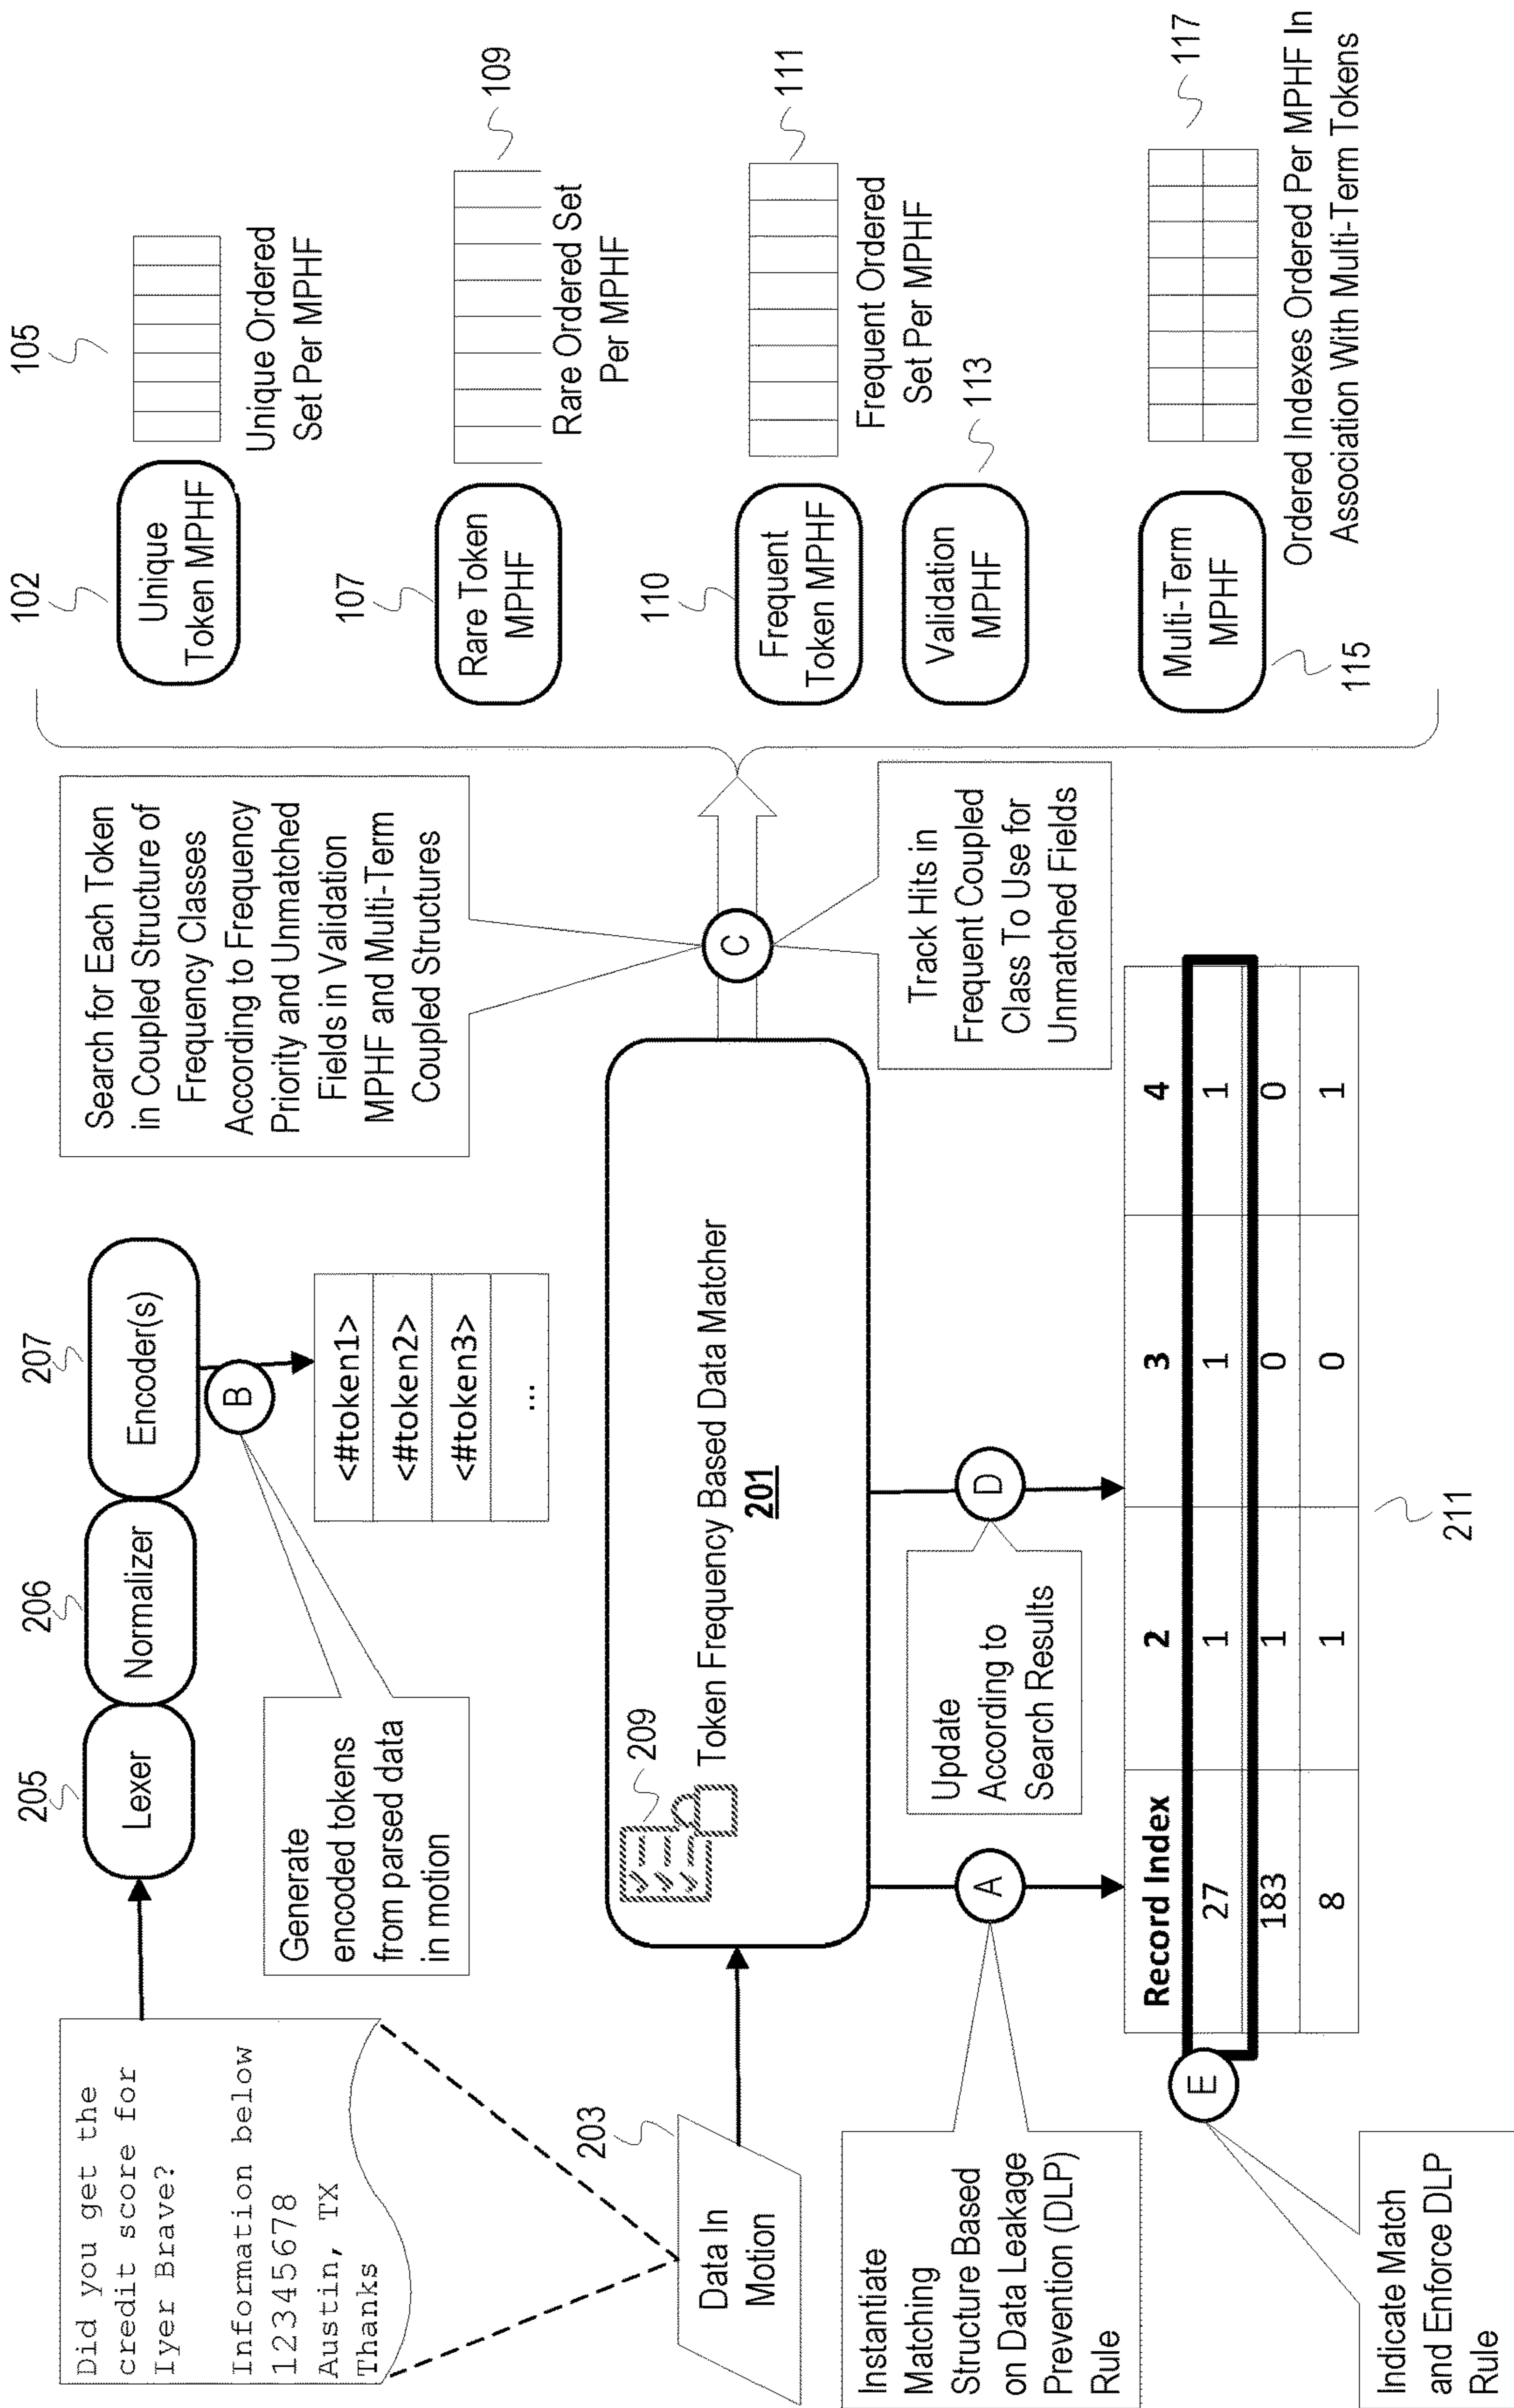 Did you get the
credit score for
Iyer Brave?
Information below
12345678
Austin, TX
Thanks
205
Lexer
206
Normalizer
207
Encoder(s)
B
Generate
encoded tokens
from parsed data
in motion
<#token1>
<#token2>
<#token3>
...
203
Data In
Motion
209
Token Frequency Based Data Matcher
201
Search for Each Token
in Coupled Structure of
Frequency Classes
According to Frequency
Priority and Unmatched
Fields in Validation
MPHF and Multi-Term
Coupled Structures
C
Track Hits in
Frequent Coupled
Class To Use for
Unmatched Fields
Instantiate
Matching
Structure Based
on Data Leakage
Prevention (DLP)
Rule
A
Update
According to
Search Results
D
Record Index 2 3 4
27 1 1 1
183 1 0 0
8 1 0 1
211
E
Indicate Match
and Enforce DLP
Rule
102
Unique
Token MPHF
105
Unique Ordered
Set Per MPHF
107
Rare Token
MPHF
109
Rare Ordered Set
Per MPHF
110
Frequent
Token MPHF
111
Frequent Ordered
Set Per MPHF
Validation
MPHF
113
Multi-Term
MPHF
115
117
Ordered Indexes Ordered Per MPHF In
Association With Multi-Term Tokens